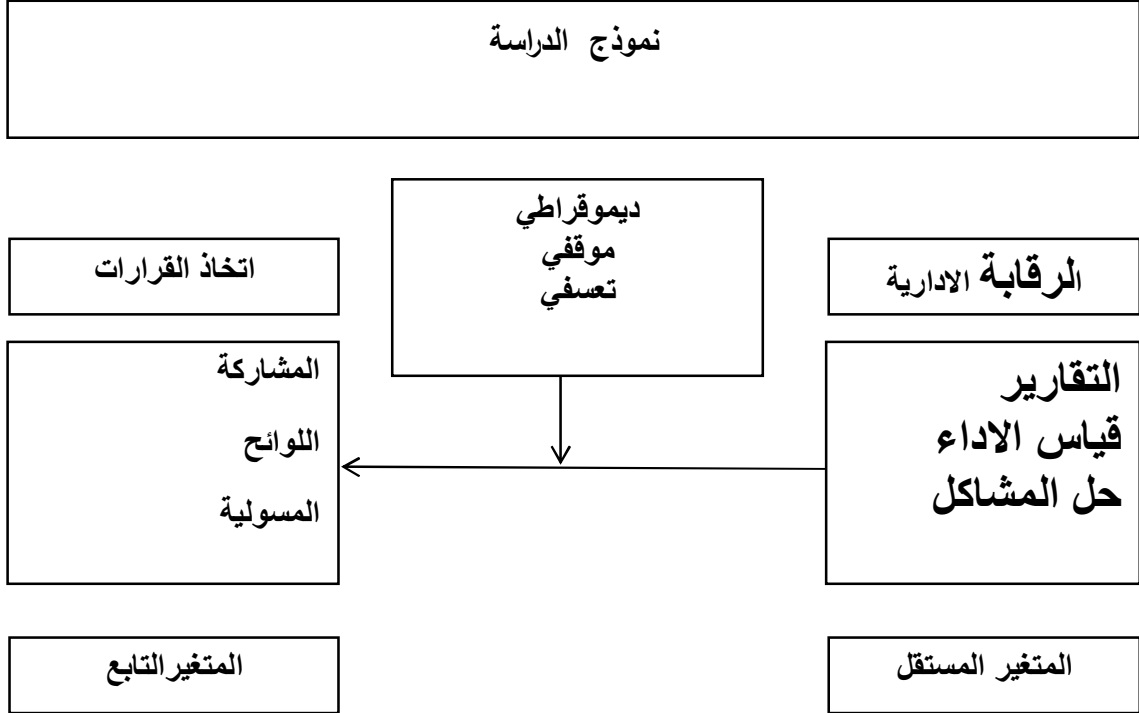 نموذج الدراسة
ديموقراطي
موقفي
تعسفي
الرقابة الادارية
اتخاذ القرارات
التقارير
قياس الاداء
حل المشاكل
المشاركة
اللوائح
المسولية
المتغير المستقل
المتغيرالتابع